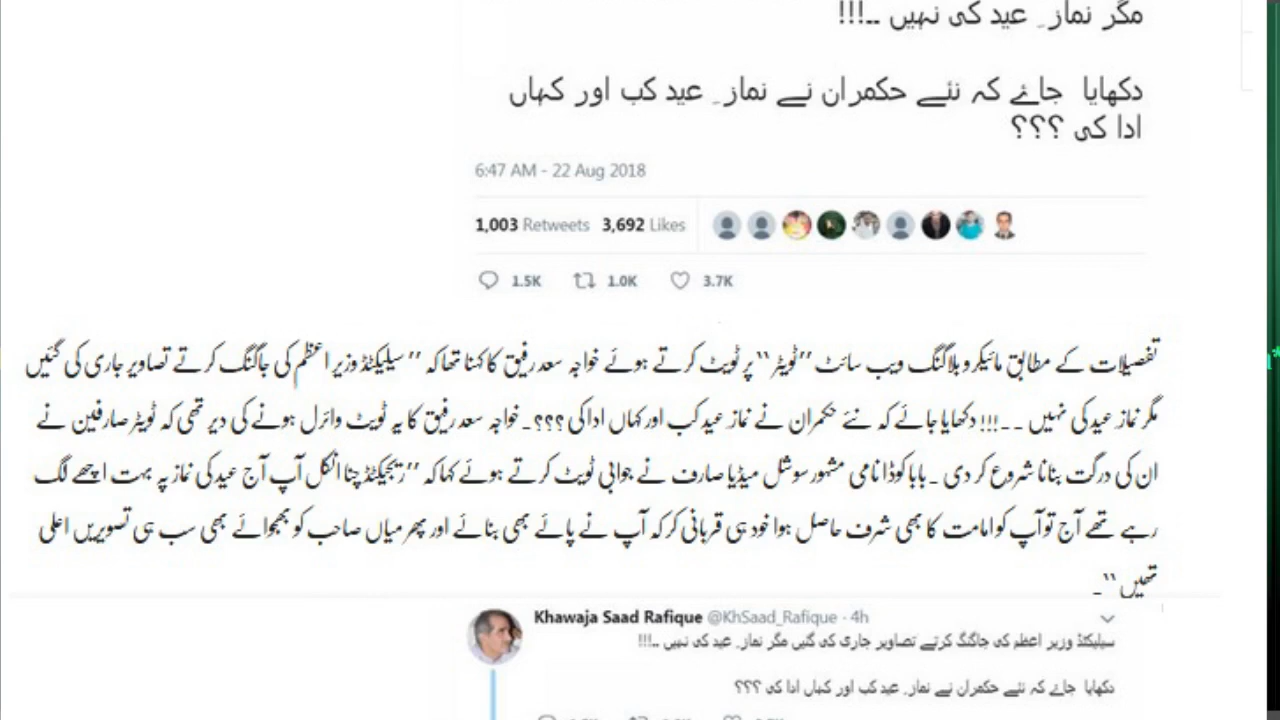 مگر نماز ِ عید کی نہیں ..!!!
دکھایا جائے کہ نئے حکمران نے نماز ِ عید کب اور کہاں
ادا کی ؟؟؟
6:47 AM - 22 Aug 2018
1,003 Retweets 3,692 Likes
1.5K 1.0K 3.7K
تفصیلات کے مطابق مائیکرو بلاگنگ ویب سائٹ ’’ٹویٹر‘‘ پر ٹویٹ کرتے ہوئے خواجہ سعد رفیق کا کہنا تھا کہ ’’سیلیکٹڈ وزیر اعظم کی جاگنگ کرتے تصاویر جاری کی گئیں
مگر نماز عید کی نہیں ۔۔!!! دکھایا جائے کہ نئے حکمران نے نماز عید کب اور کہاں ادا کی ؟؟؟۔ خواجہ سعد رفیق کا یہ ٹویٹ وائرل ہونے کی دیر تھی کہ ٹویٹر صارفین نے
ان کی درگت بنانا شروع کر دی ۔ بابا کوڈا نامی مشہور سوشل میڈیا صارف نے جوابی ٹویٹ کرتے ہوئے کہا کہ ’’ریجیکٹڈ چنا انکل آپ آج عید کی نماز پہ بہت اچھے لگ
رہے تھے آج تو آپ کو امامت کا بھی شرف حاصل ہوا خود ہی قربانی کر کہ آپ نے پائے بھی بنائے اور پھر میاں صاحب کو بھجوائے بھی سب ہی تصویریں اعلی
تھیں‘‘۔
Khawaja Saad Rafique @KhSaad_Rafique · 4h
سیلیکٹڈ وزیر اعظم کی جاگنگ کرتے تصاویر جاری کی گئیں مگر نماز ِ عید کی نہیں ..!!!
دکھایا جائے کہ نئے حکمران نے نماز ِ عید کب اور کہاں ادا کی ؟؟؟